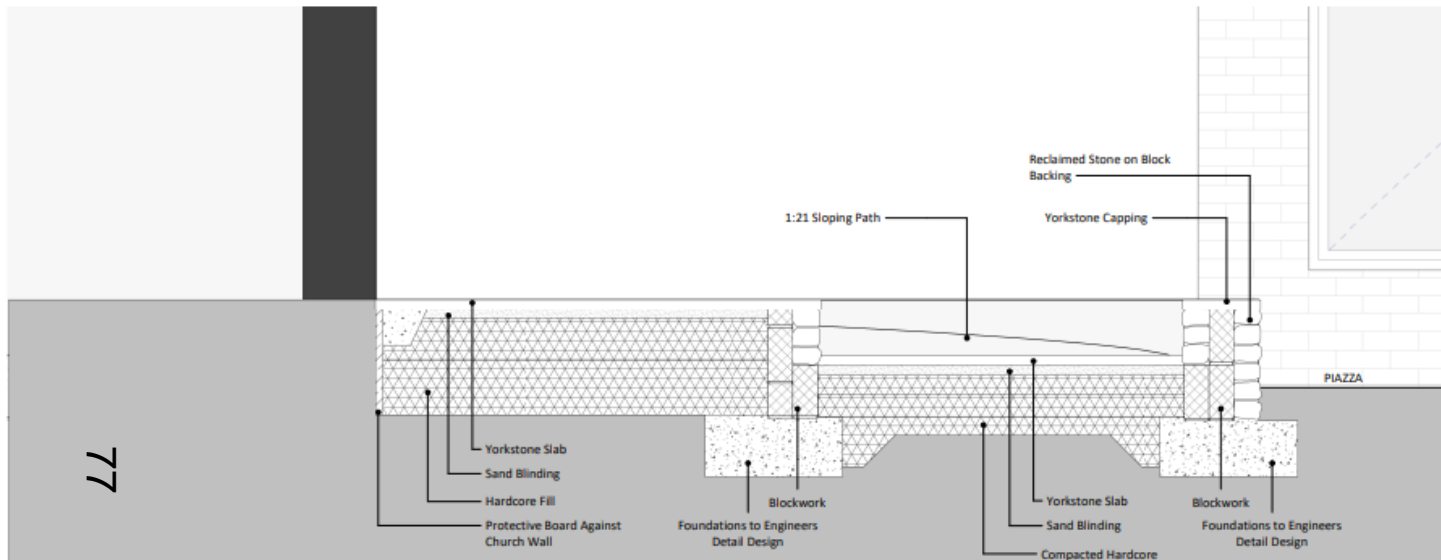 Reclaimed Stone on Block
Backing
1:21 Sloping Path
Yorkstone Capping
PIAZZA
77
Yorkstone Slab
Sand Blinding
Hardcore Fill
Protective Board Against
Church Wall
Blockwork
Foundations to Engineers
Detail Design
Yorkstone Slab
Sand Blinding
Compacted Hardcore
Blockwork
Foundations to Engineers
Detail Design